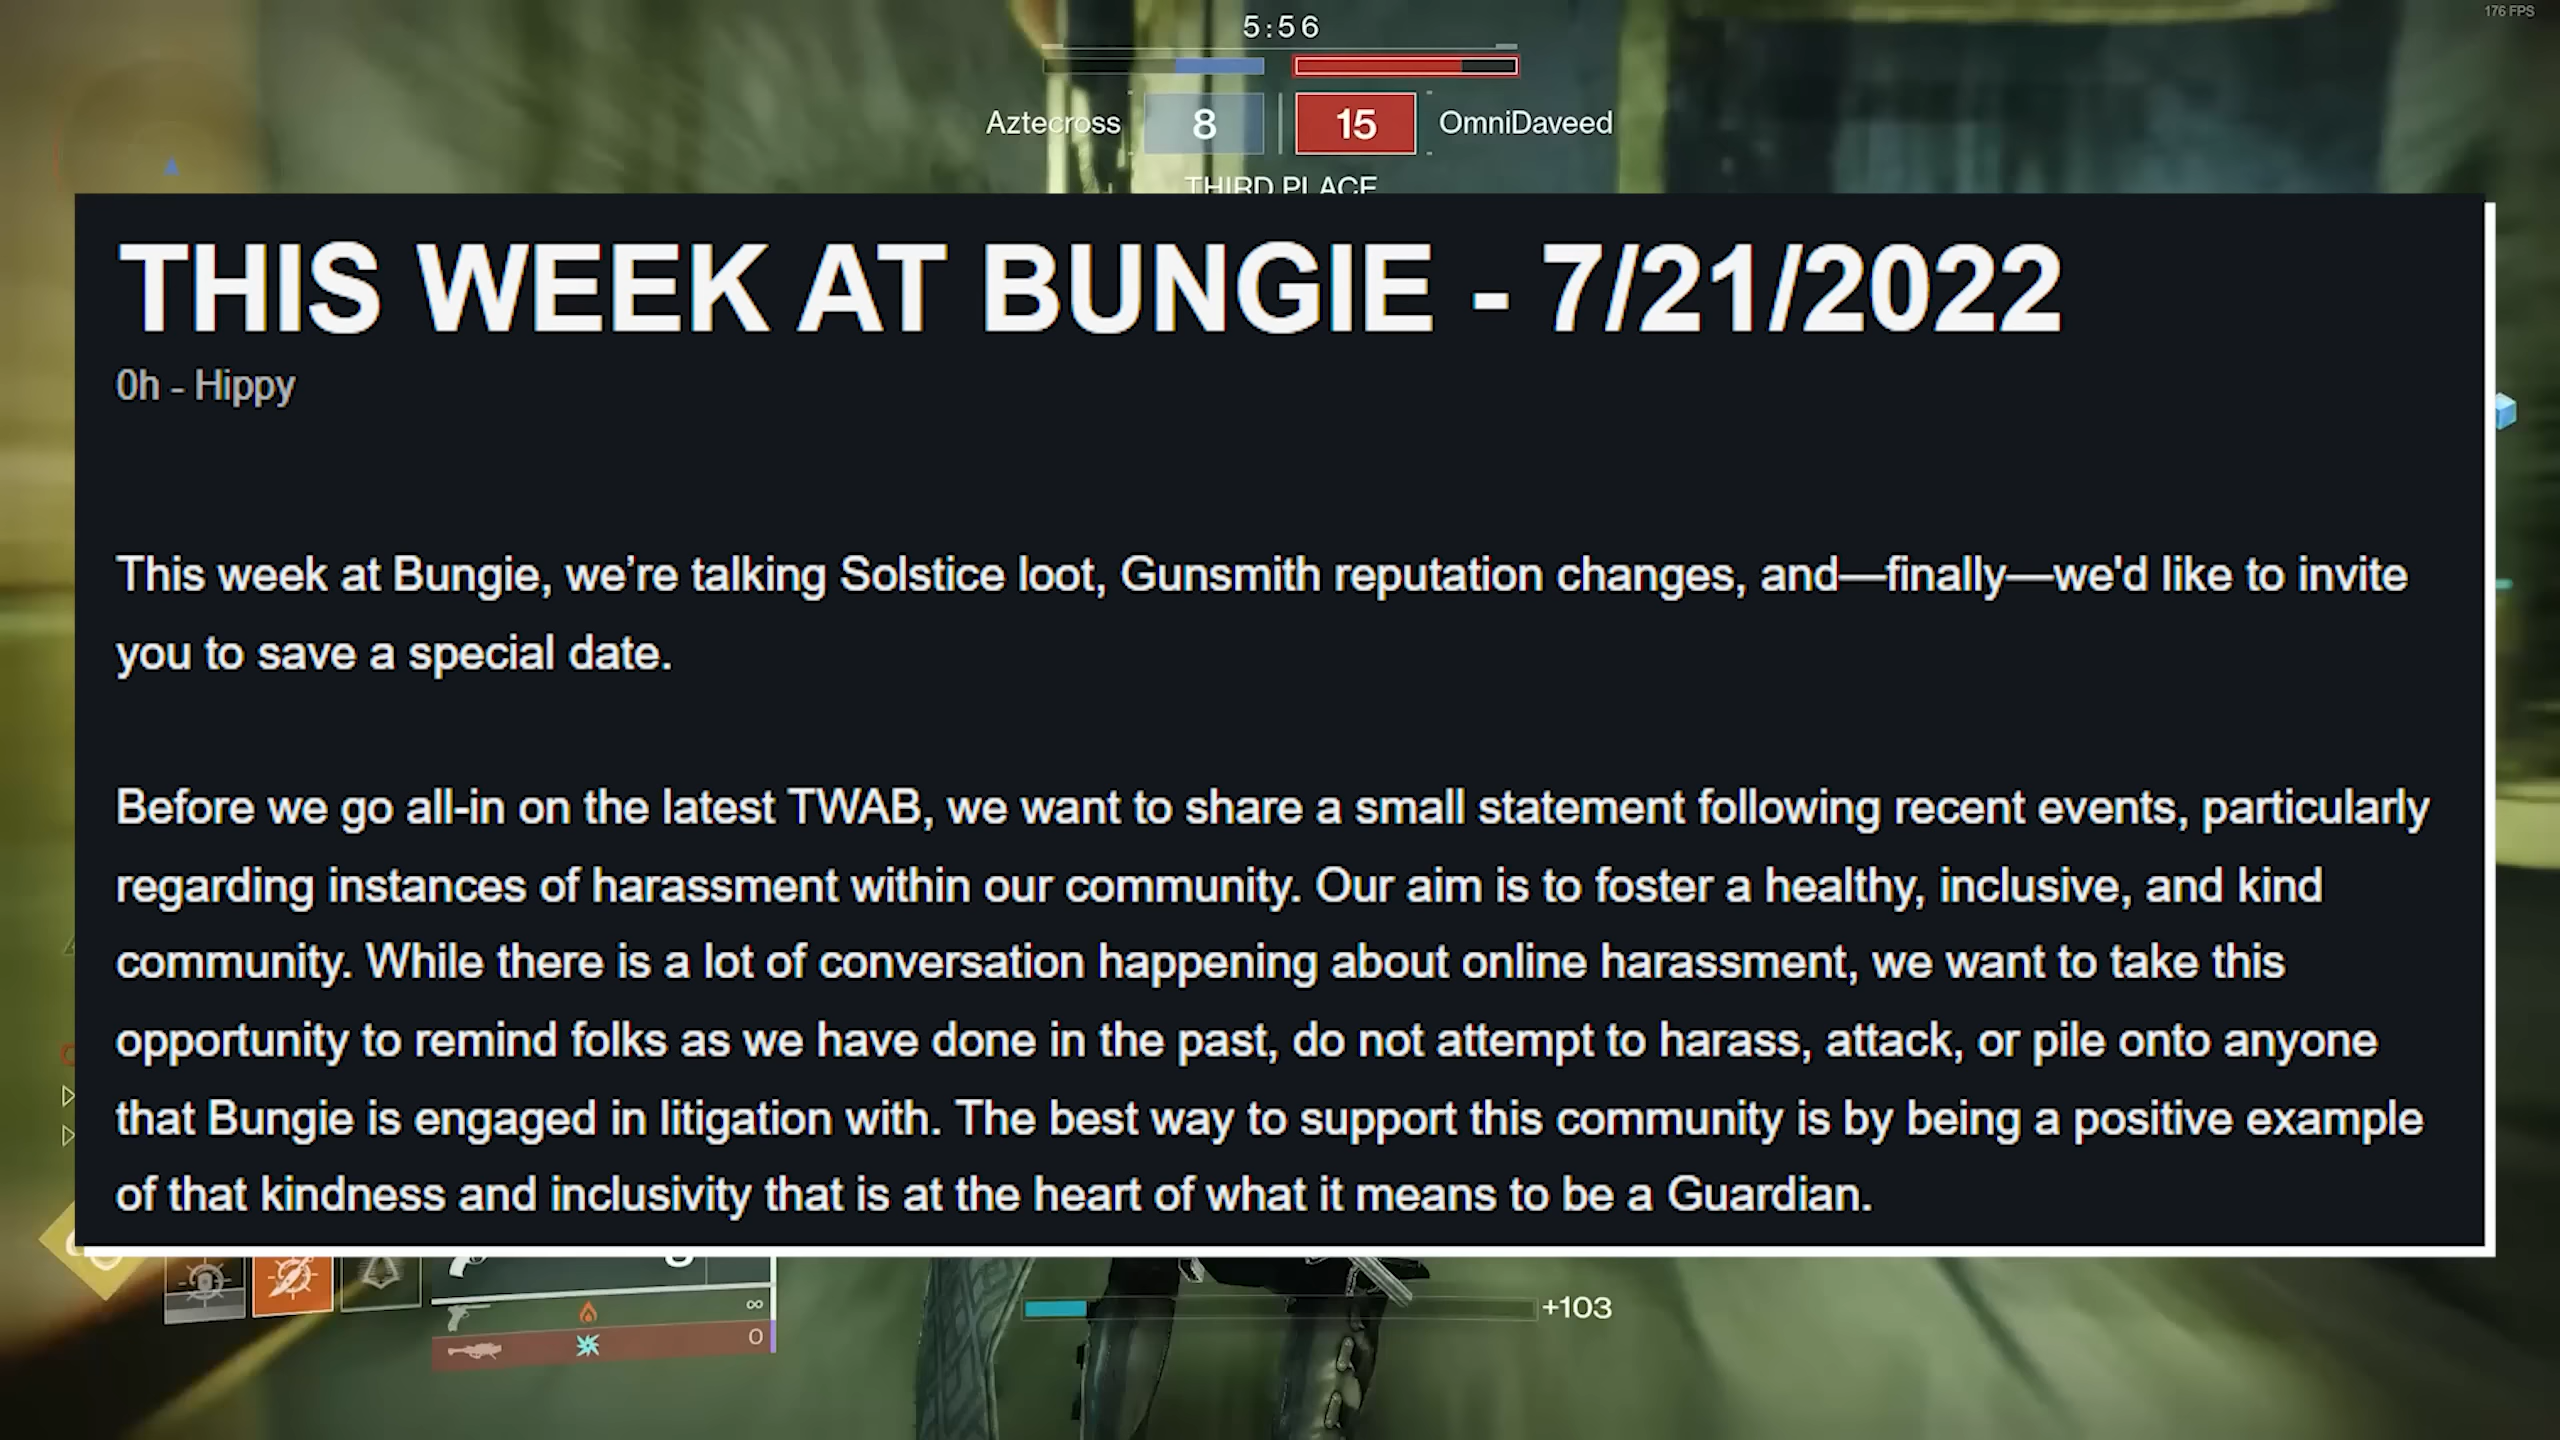 176 FPS
5:56
Aztecross 8 15 OmniDaveed
THIRD PLACE
THIS WEEK AT BUNGIE - 7/21/2022
0h - Hippy
This week at Bungie, we’re talking Solstice loot, Gunsmith reputation changes, and—finally—we'd like to invite
you to save a special date.
Before we go all-in on the latest TWAB, we want to share a small statement following recent events, particularly
regarding instances of harassment within our community. Our aim is to foster a healthy, inclusive, and kind
community. While there is a lot of conversation happening about online harassment, we want to take this
opportunity to remind folks as we have done in the past, do not attempt to harass, attack, or pile onto anyone
that Bungie is engaged in litigation with. The best way to support this community is by being a positive example
of that kindness and inclusivity that is at the heart of what it means to be a Guardian.
∞
0
+103